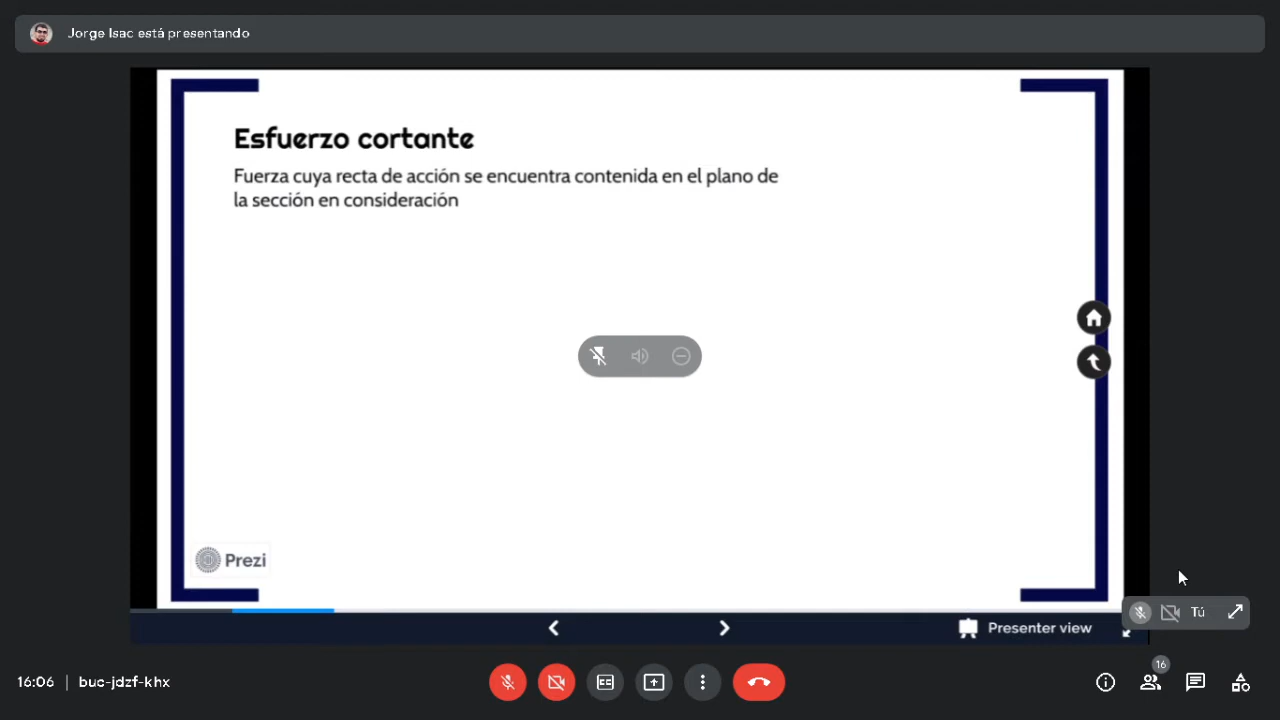 Jorge Isac está presentando
Esfuerzo cortante
Fuerza cuya recta de acción se encuentra contenida en el plano de
la sección en consideración
Prezi
Presenter view
Tú
16:06 | buc-jdzf-khx
16